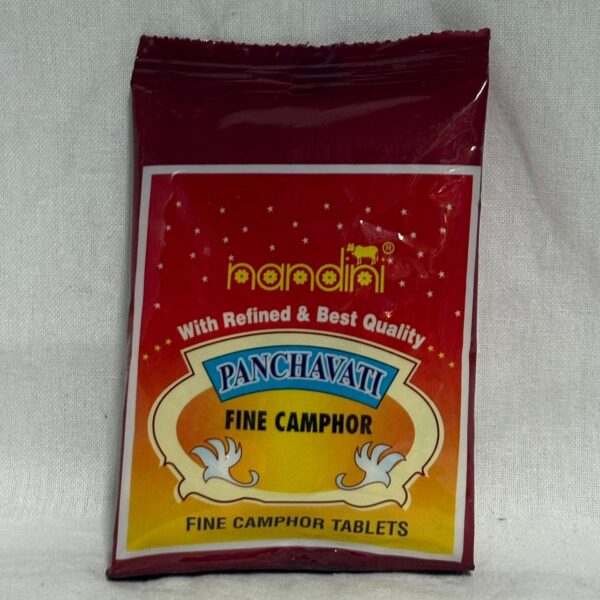 nandini®
With Refined & Best Quality
PANCHAVATI
FINE CAMPHOR
FINE CAMPHOR TABLETS